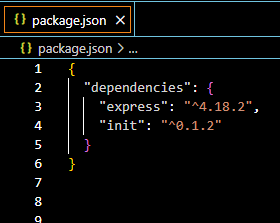 {} package.json ×
{} package.json > ...
1 {
2   "dependencies": {
3     "express": "^4.18.2",
4     "init": "^0.1.2"
5   }
6 }
7
8
9